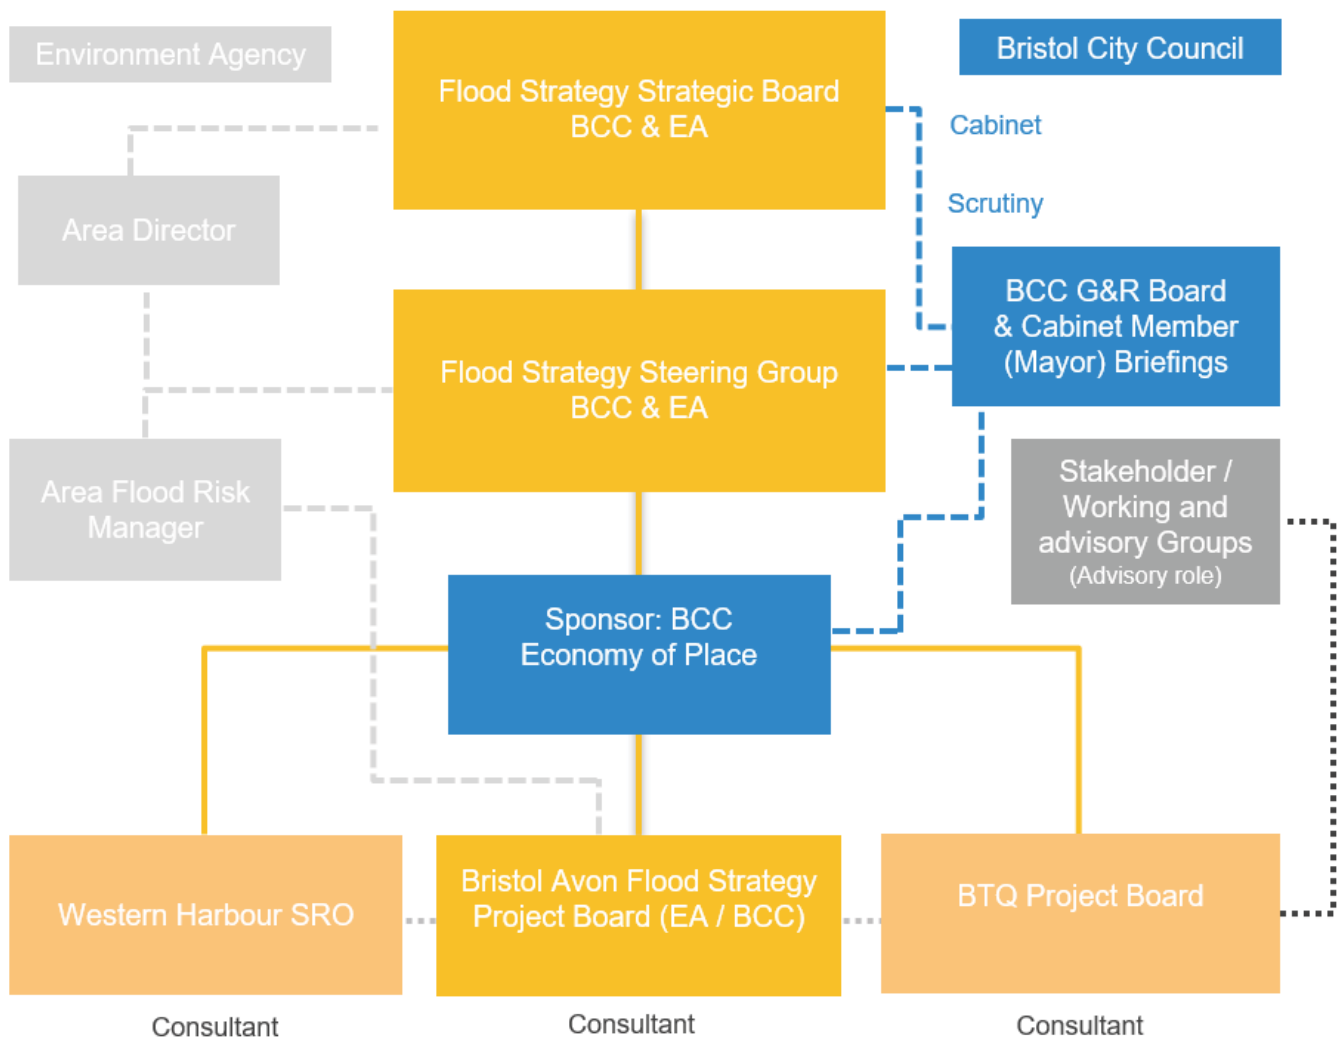 Environment Agency
Flood Strategy Strategic Board
BCC & EA
Bristol City Council
Cabinet
Scrutiny
Area Director
BCC G&R Board
& Cabinet Member
(Mayor) Briefings
Flood Strategy Steering Group
BCC & EA
Area Flood Risk
Manager
Stakeholder /
Working and
advisory Groups
(Advisory role)
Sponsor: BCC
Economy of Place
Western Harbour SRO
Bristol Avon Flood Strategy
Project Board (EA / BCC)
BTQ Project Board
Consultant
Consultant
Consultant